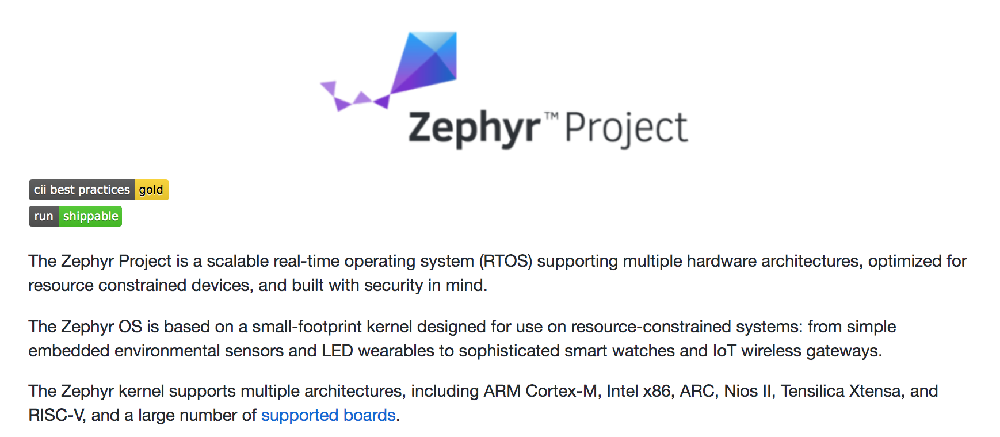 Zephyr™ Project
cii best practices gold
run shippable
The Zephyr Project is a scalable real-time operating system (RTOS) supporting multiple hardware architectures, optimized for
resource constrained devices, and built with security in mind.
The Zephyr OS is based on a small-footprint kernel designed for use on resource-constrained systems: from simple
embedded environmental sensors and LED wearables to sophisticated smart watches and IoT wireless gateways.
The Zephyr kernel supports multiple architectures, including ARM Cortex-M, Intel x86, ARC, Nios II, Tensilica Xtensa, and
RISC-V, and a large number of supported boards.